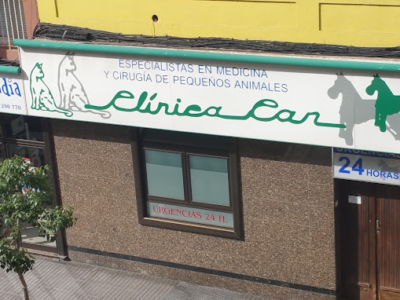 ESPECIALISTAS EN MEDICINA
Y CIRUGÍA DE PEQUEÑOS ANIMALES
Clínica Can
URGENCIAS 24 H.
24 HORAS